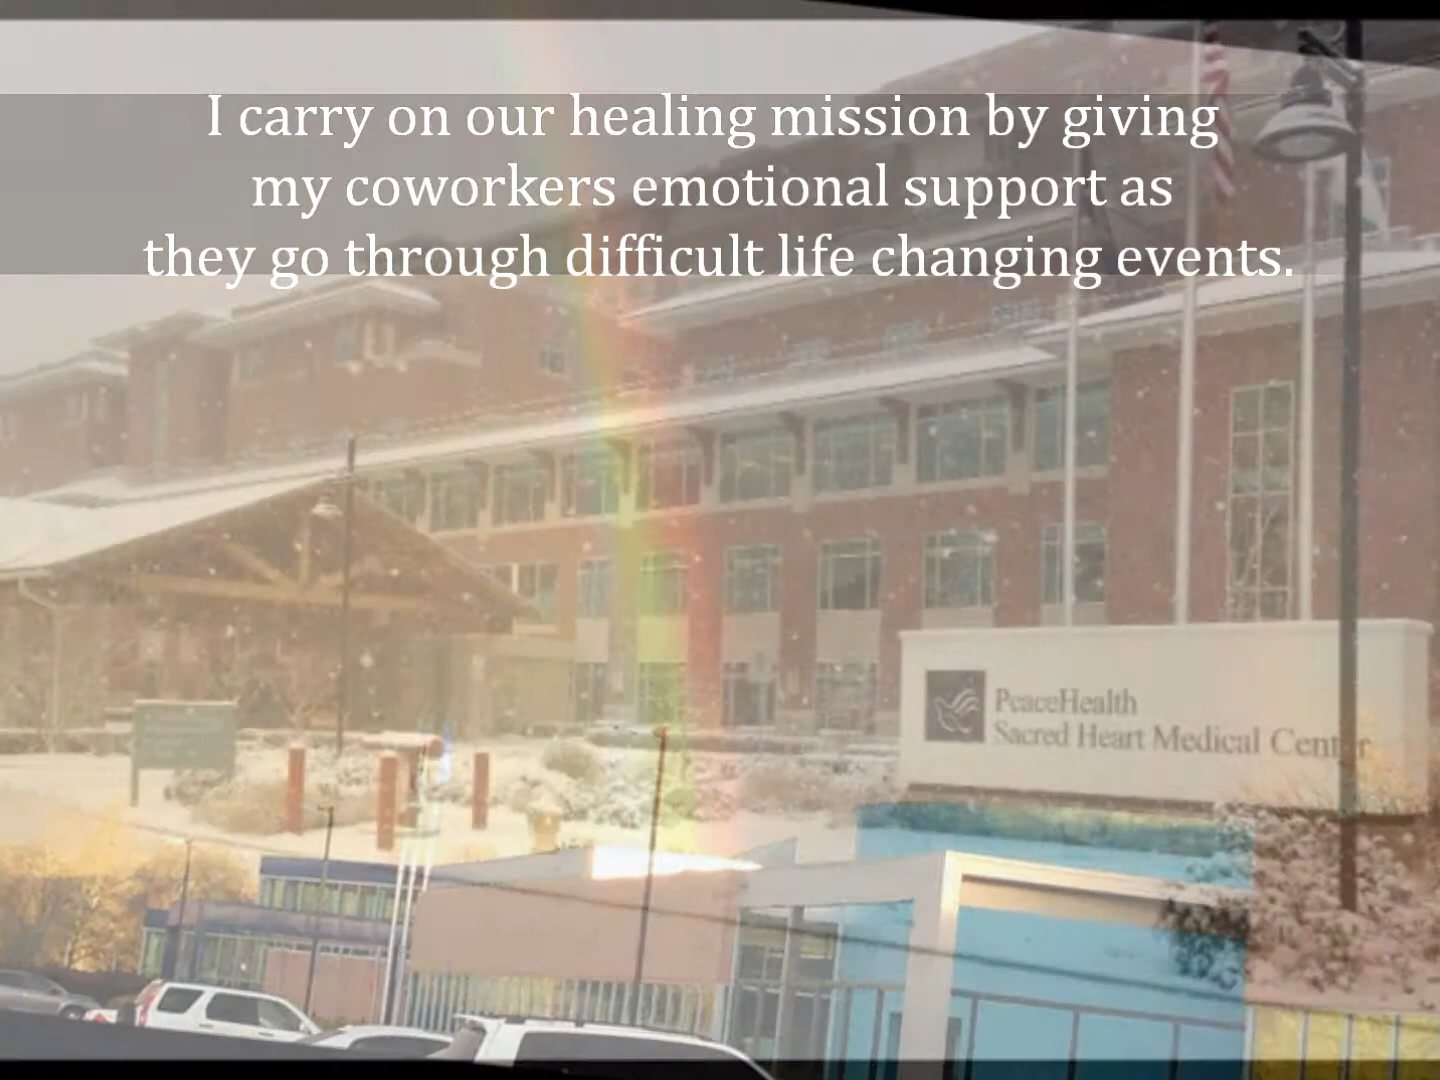 I carry on our healing mission by giving
my coworkers emotional support as
they go through difficult life changing events.
PeaceHealth
Sacred Heart Medical Center